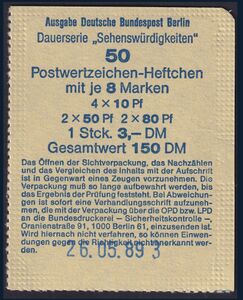 Ausgabe Deutsche Bundespost Berlin
Dauerserie „Sehenswürdigkeiten"
50
Postwertzeichen-Heftchen
mit je 8 Marken
4 × 10 Pf
2 × 50 Pf 2 × 80 Pf
1 Stck. 3,– DM
Gesamtwert 150 DM
Das Öffnen der Sichtverpackung, das Nachzählen
und das Vergleichen des Inhalts mit der Aufschrift
ist in Gegenwart eines Zeugen vorzunehmen. Die
Verpackung muß so lange aufbewahrt werden, bis
das Ergebnis der Prüfung feststeht. Bei Abweichun-
gen ist sofort eine Verhandlungsschrift aufzuneh-
men, die mit der Verpackung über die OPD bzw. LPD
an die Bundesdruckerei – Sicherheitskontrolle –,
Oranienstraße 91, 1000 Berlin 61, einzusenden ist.
Wird hiernach nicht verfahren, so können Einwen-
dungen gegen die Richtigkeit nicht anerkannt wer-
den.
26.05.89 3